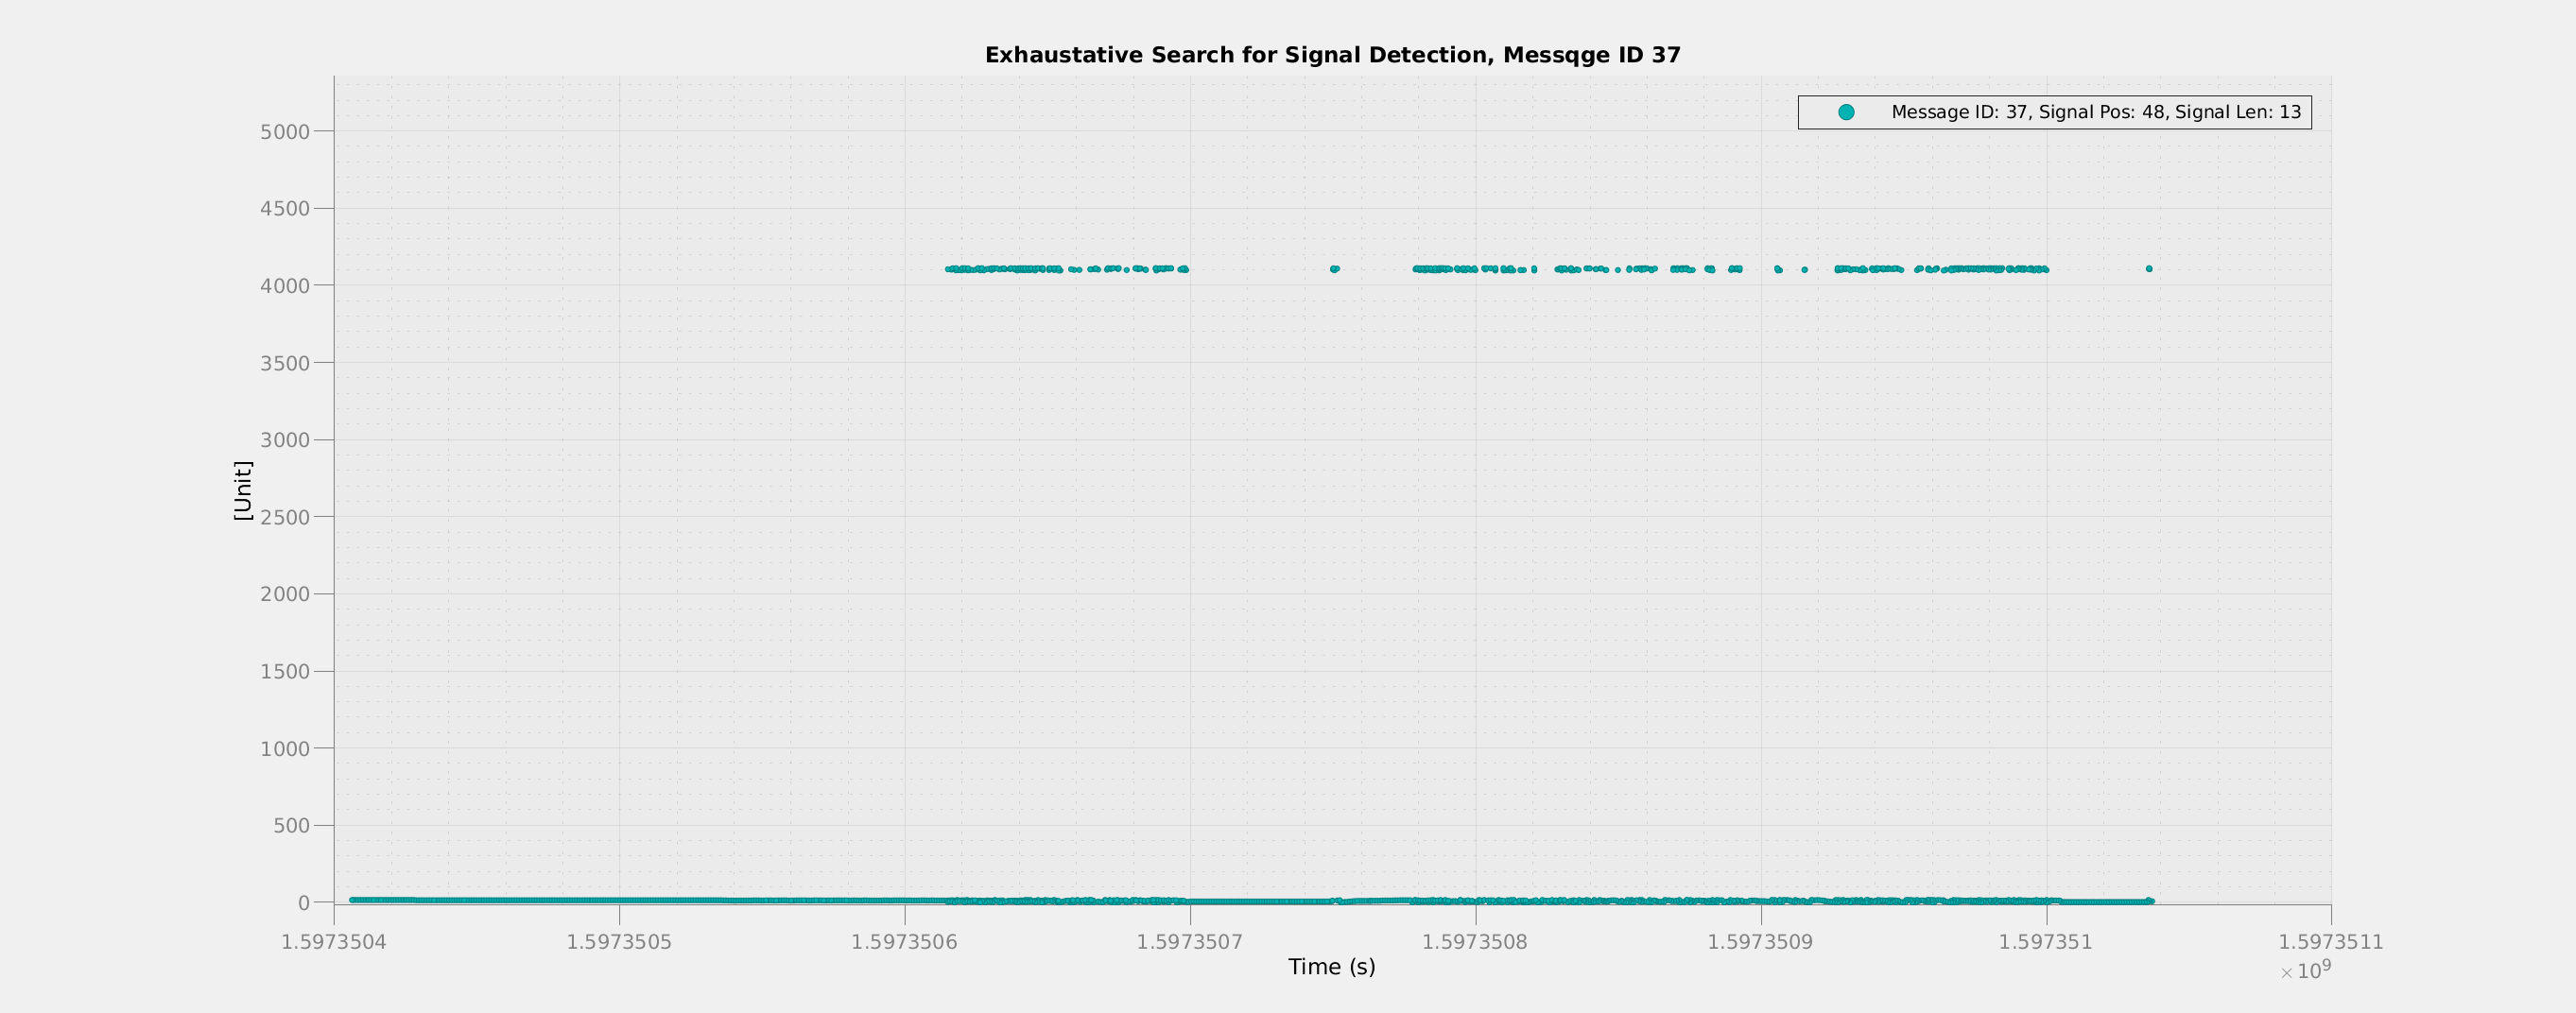 Exhaustative Search for Signal Detection, Messqge ID 37
Message ID: 37, Signal Pos: 48, Signal Len: 13
5000
4500
4000
3500
3000
2500
2000
1500
1000
500
0
[Unit]
1.5973504 1.5973505 1.5973506 1.5973507 1.5973508 1.5973509 1.597351 1.5973511
Time (s)
× 10⁹